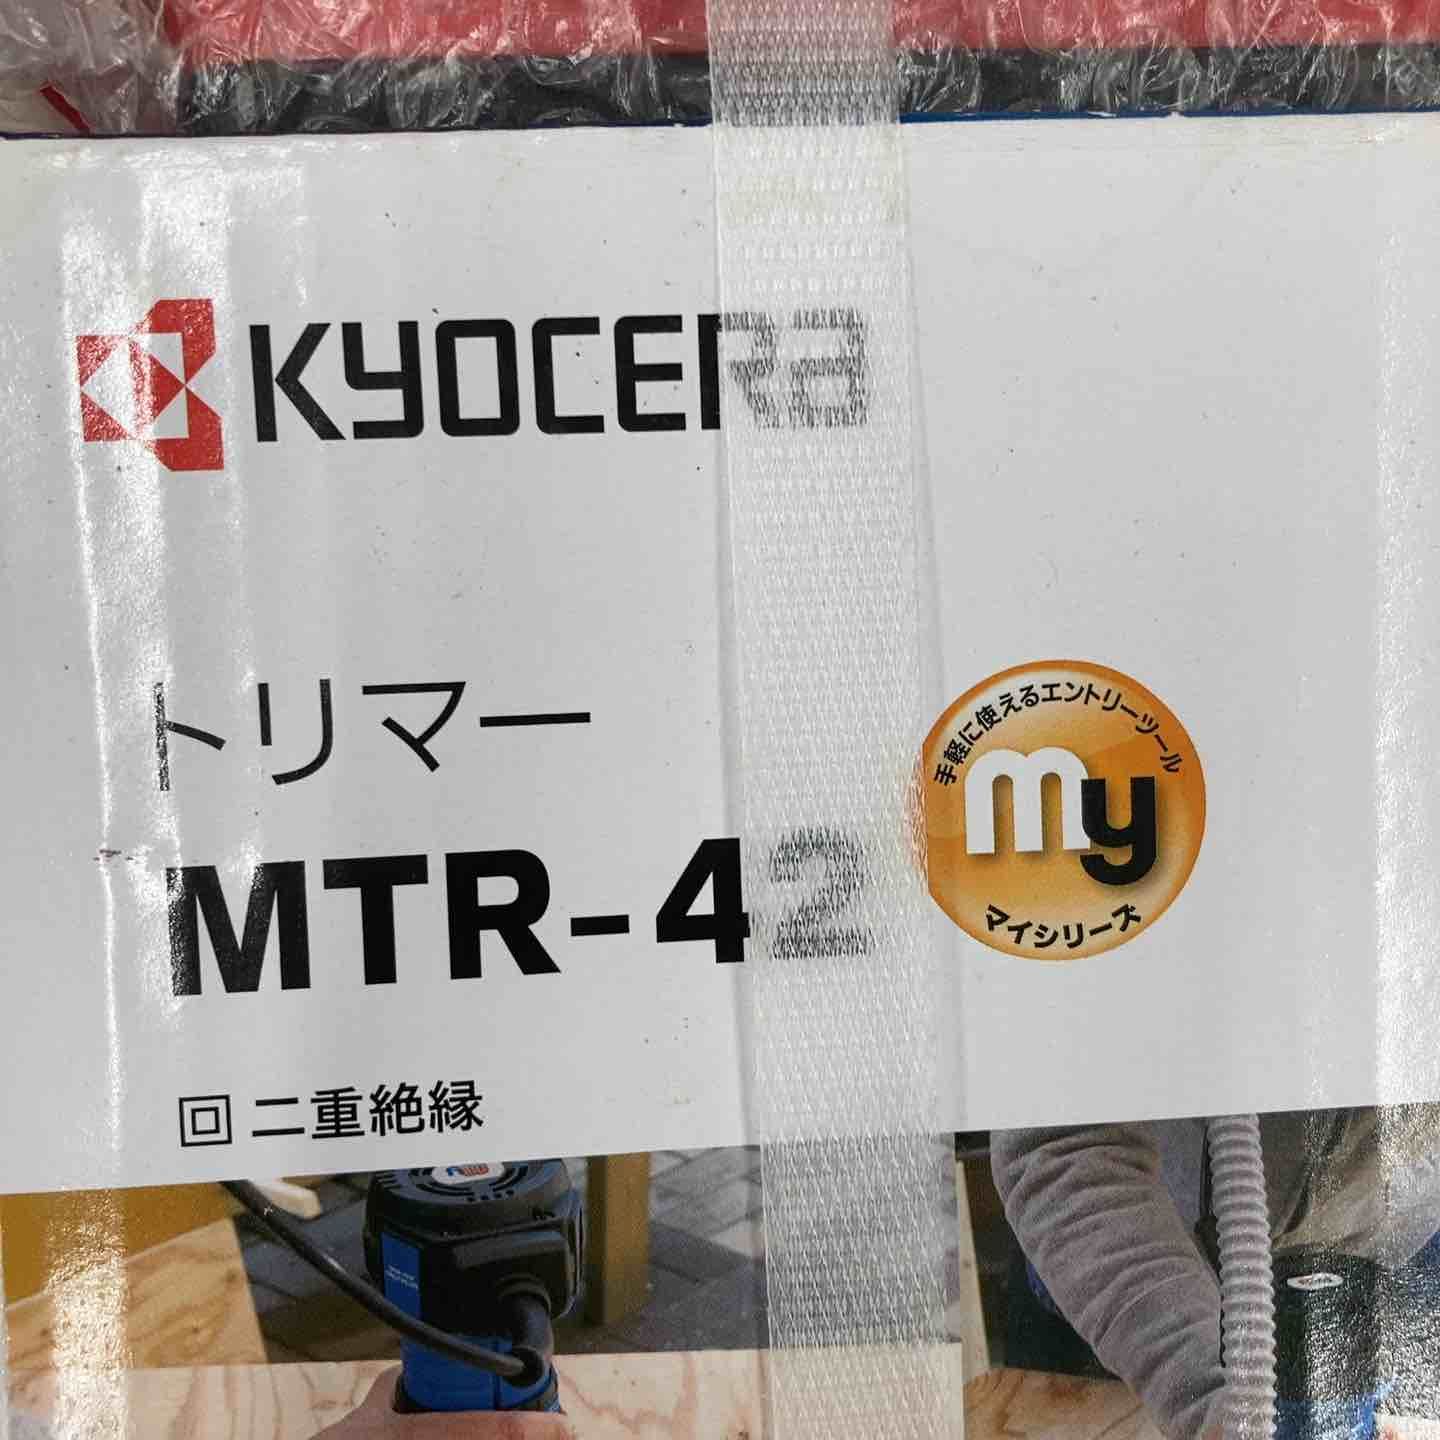 KYOCERA
トリマー
手軽に使えるエントリーツール
my
マイシリーズ
MTR-42
回 二重絶縁